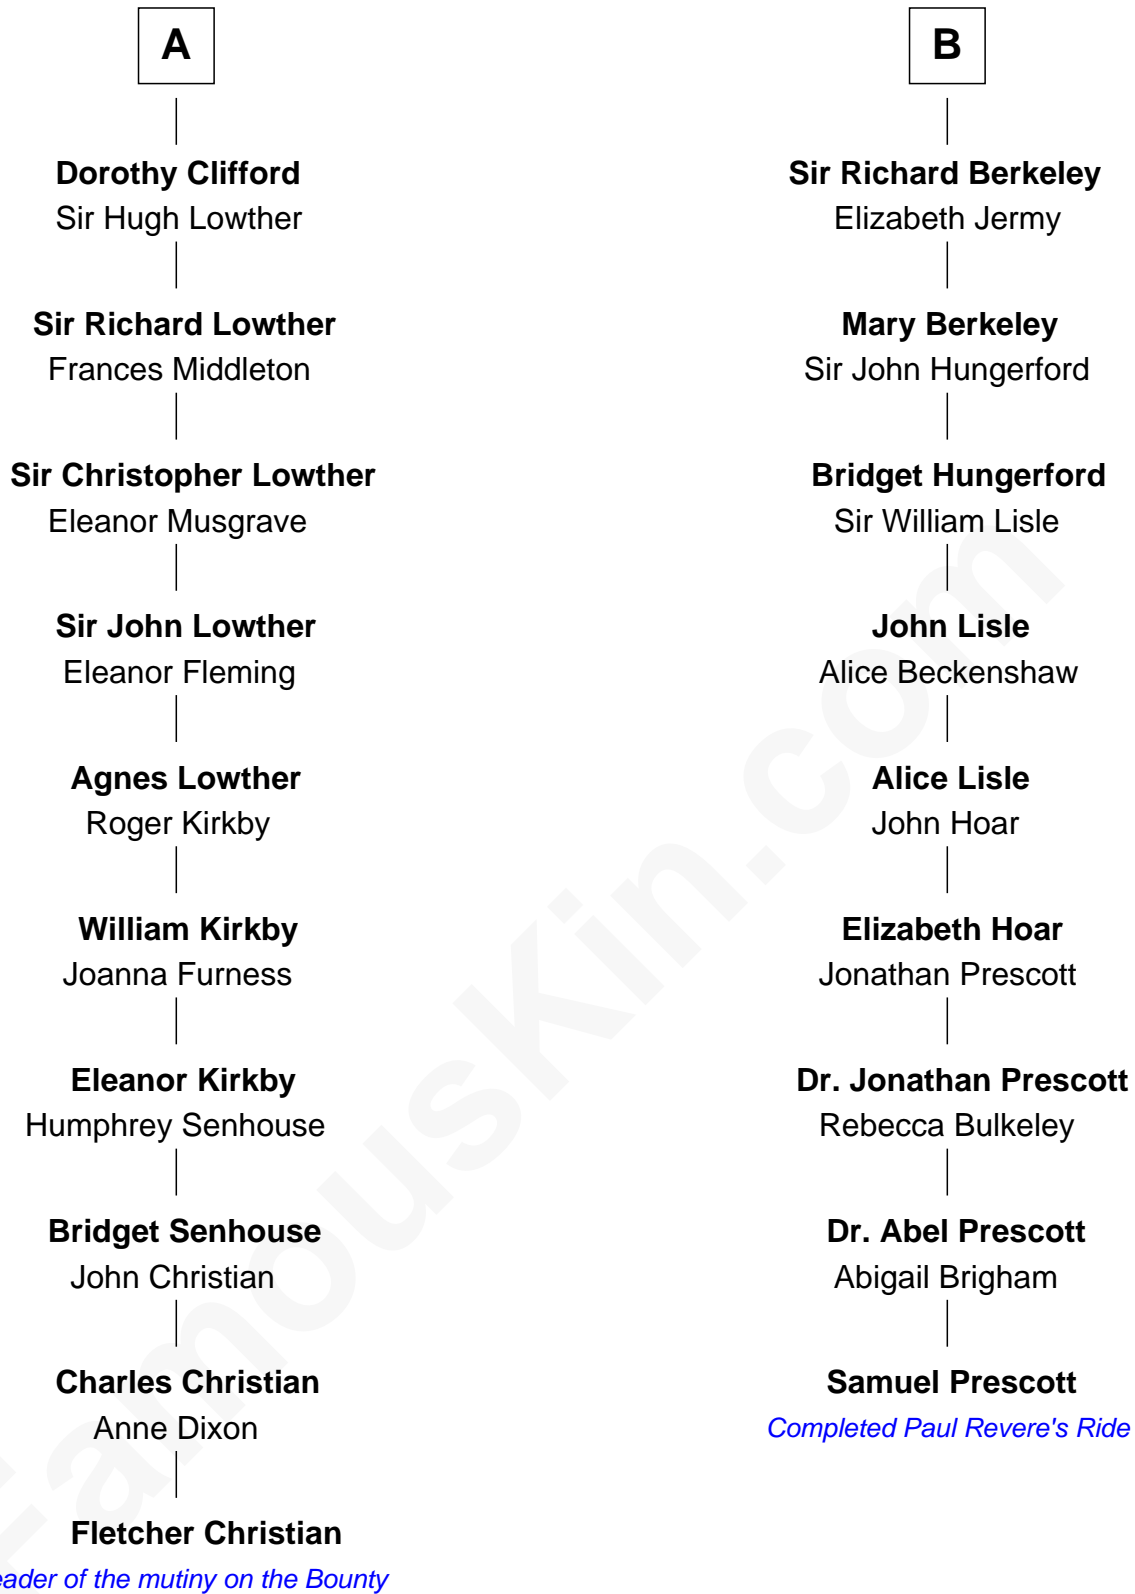 A
Dorothy Clifford
Sir Hugh Lowther
Sir Richard Lowther
Frances Middleton
Sir Christopher Lowther
Eleanor Musgrave
Sir John Lowther
Eleanor Fleming
Agnes Lowther
Roger Kirkby
William Kirkby
Joanna Furness
Eleanor Kirkby
Humphrey Senhouse
Bridget Senhouse
John Christian
Charles Christian
Anne Dixon
Fletcher Christian
eader of the mutiny on the Bounty
B
Sir Richard Berkeley
Elizabeth Jermy
Mary Berkeley
Sir John Hungerford
Bridget Hungerford
Sir William Lisle
John Lisle
Alice Beckenshaw
Alice Lisle
John Hoar
Elizabeth Hoar
Jonathan Prescott
Dr. Jonathan Prescott
Rebecca Bulkeley
Dr. Abel Prescott
Abigail Brigham
Samuel Prescott
Completed Paul Revere's Ride
FamousKin.com